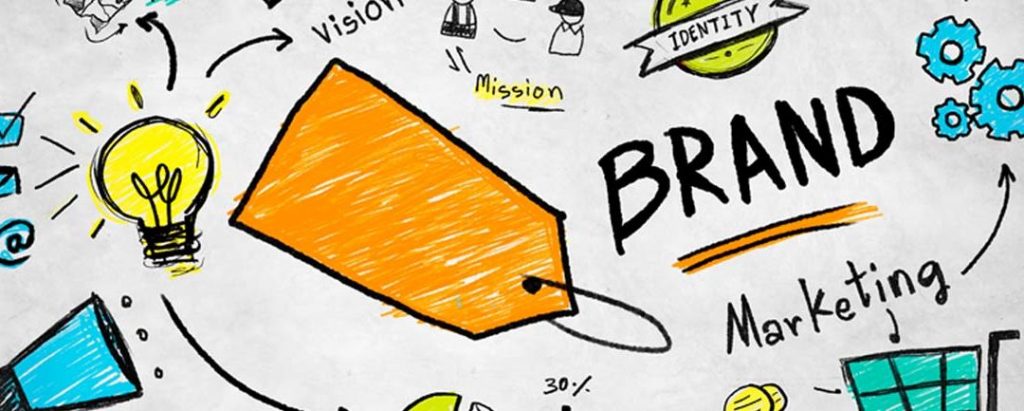 Vision
IDENTITY
Mission
BRAND
@
Marketing
30%